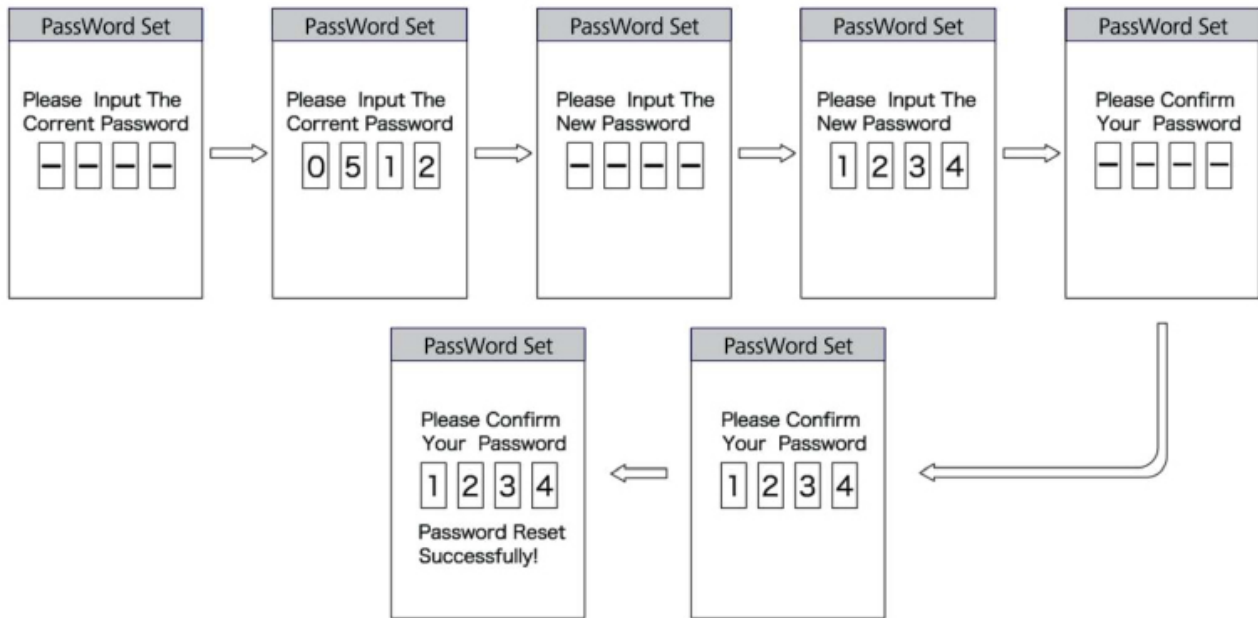 PassWord Set
Please Input The
Corrent Password
– – – –
PassWord Set
Please Input The
Corrent Password
0 5 1 2
PassWord Set
Please Input The
New Password
– – – –
PassWord Set
Please Input The
New Password
1 2 3 4
PassWord Set
Please Confirm
Your Password
– – – –
PassWord Set
Please Confirm
Your Password
1 2 3 4
PassWord Set
Please Confirm
Your Password
1 2 3 4
Password Reset
Successfully!